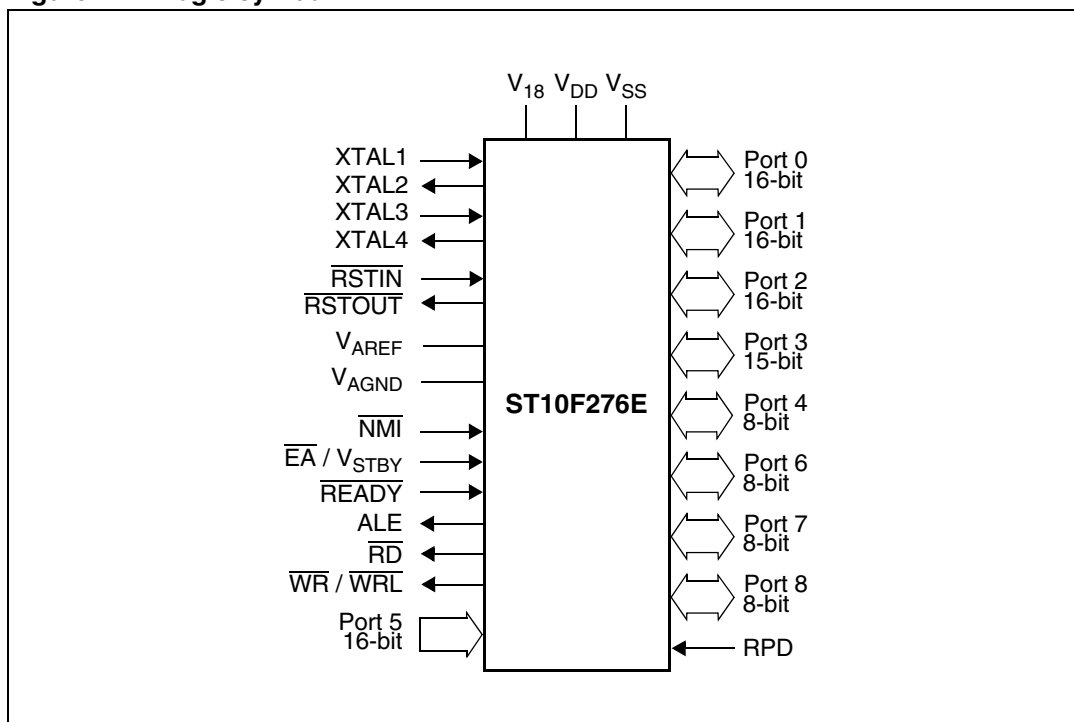 V18 VDD VSS
XTAL1
XTAL2
XTAL3
XTAL4
RSTIN
RSTOUT
VAREF
VAGND
NMI
EA / VSTBY
READY
ALE
RD
WR / WRL
Port 5
16-bit
ST10F276E
Port 0
16-bit
Port 1
16-bit
Port 2
16-bit
Port 3
15-bit
Port 4
8-bit
Port 6
8-bit
Port 7
8-bit
Port 8
8-bit
RPD